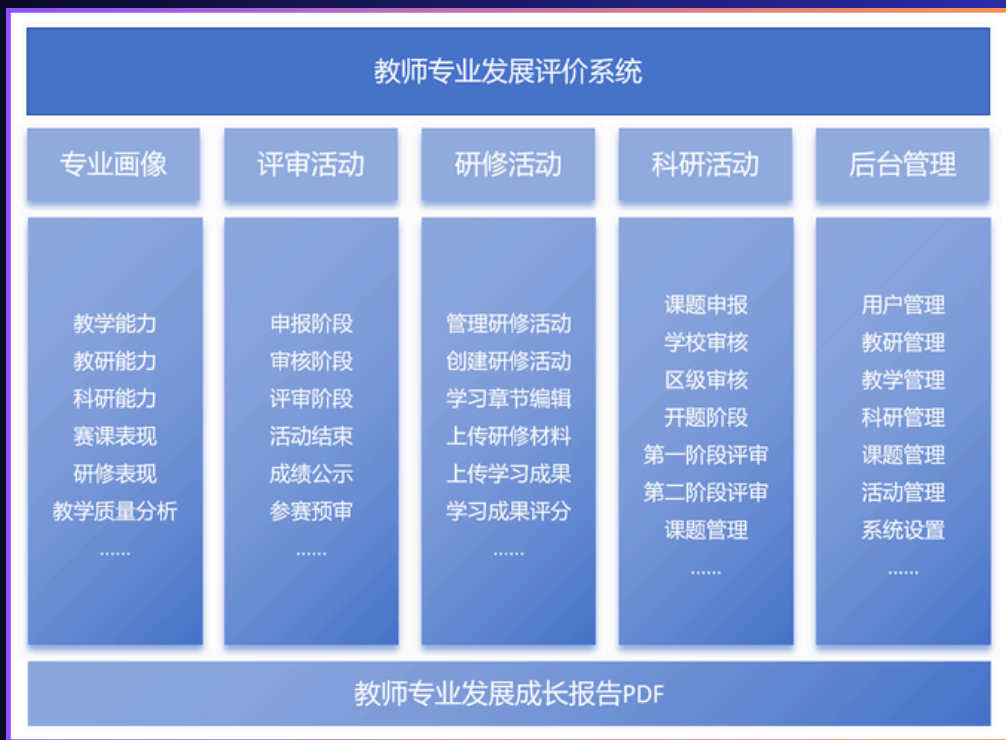 教师专业发展评价系统
专业画像
评审活动
研修活动
科研活动
后台管理
教学能力
教研能力
科研能力
赛课表现
研修表现
教学质量分析
......
申报阶段
审核阶段
评审阶段
活动结束
成绩公示
参赛预审
......
管理研修活动
创建研修活动
学习章节编辑
上传研修材料
上传学习成果
学习成果评分
......
课题申报
学校审核
区级审核
开题阶段
第一阶段评审
第二阶段评审
课题管理
......
用户管理
教研管理
教学管理
科研管理
课题管理
活动管理
系统设置
......
教师专业发展成长报告PDF